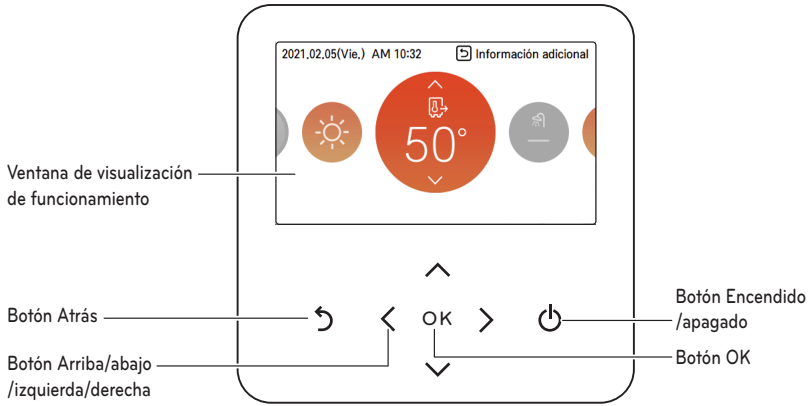 2021.02.05(Vie.) AM 10:32
Información adicional
50°
Ventana de visualización
de funcionamiento
Botón Atrás
OK
Botón Encendido
/apagado
Botón Arriba/abajo
/izquierda/derecha
Botón OK